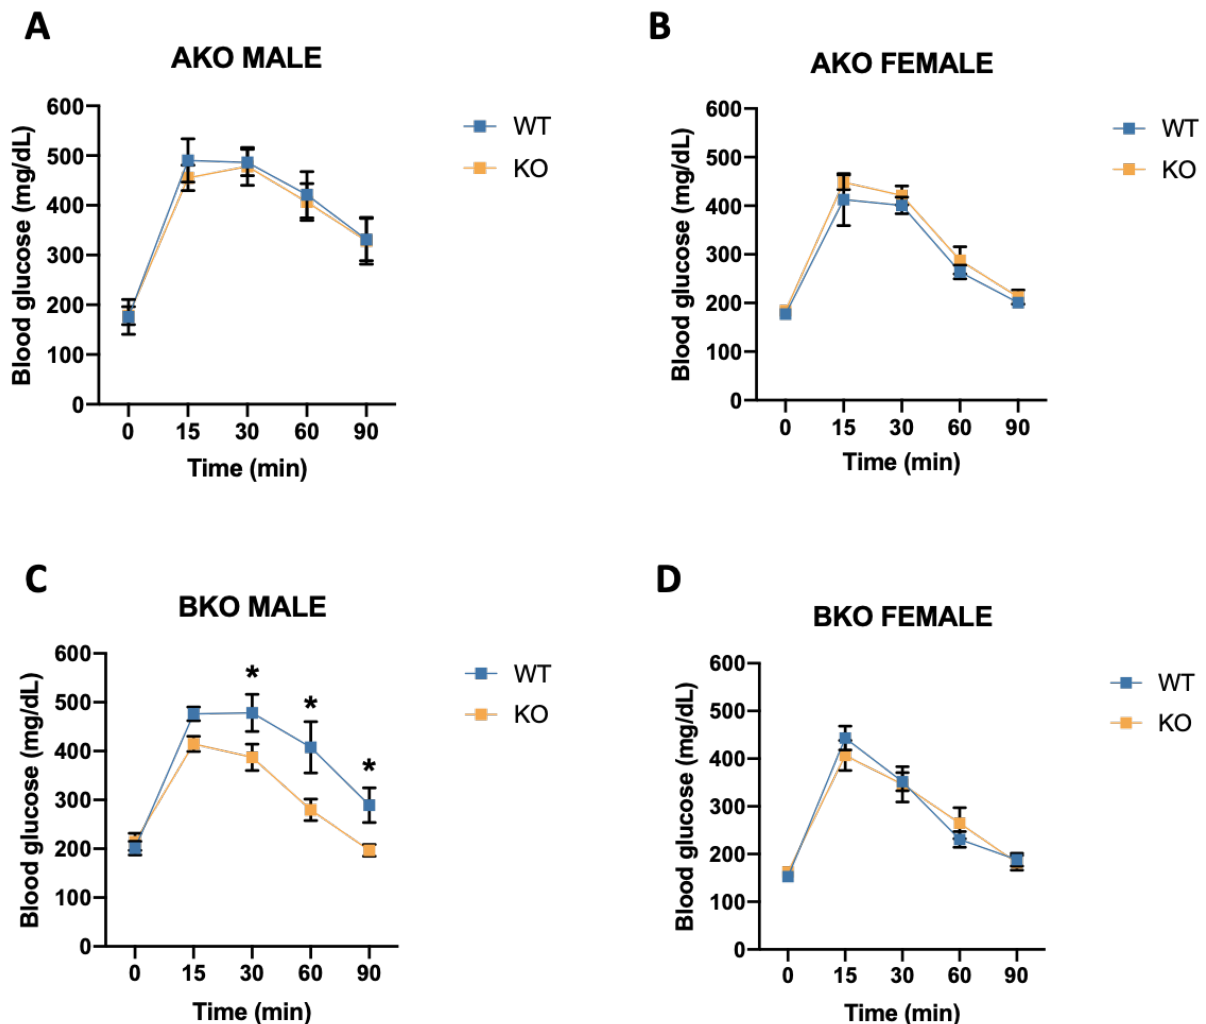 A
AKO MALE
600
500
400
300
200
100
0
Blood glucose (mg/dL)
0 15 30 60 90
Time (min)
WT
KO
B
AKO FEMALE
600
500
400
300
200
100
0
Blood glucose (mg/dL)
0 15 30 60 90
Time (min)
WT
KO
C
BKO MALE
600
500
400
300
200
100
0
Blood glucose (mg/dL)
* * *
0 15 30 60 90
Time (min)
WT
KO
D
BKO FEMALE
600
500
400
300
200
100
0
Blood glucose (mg/dL)
0 15 30 60 90
Time (min)
WT
KO